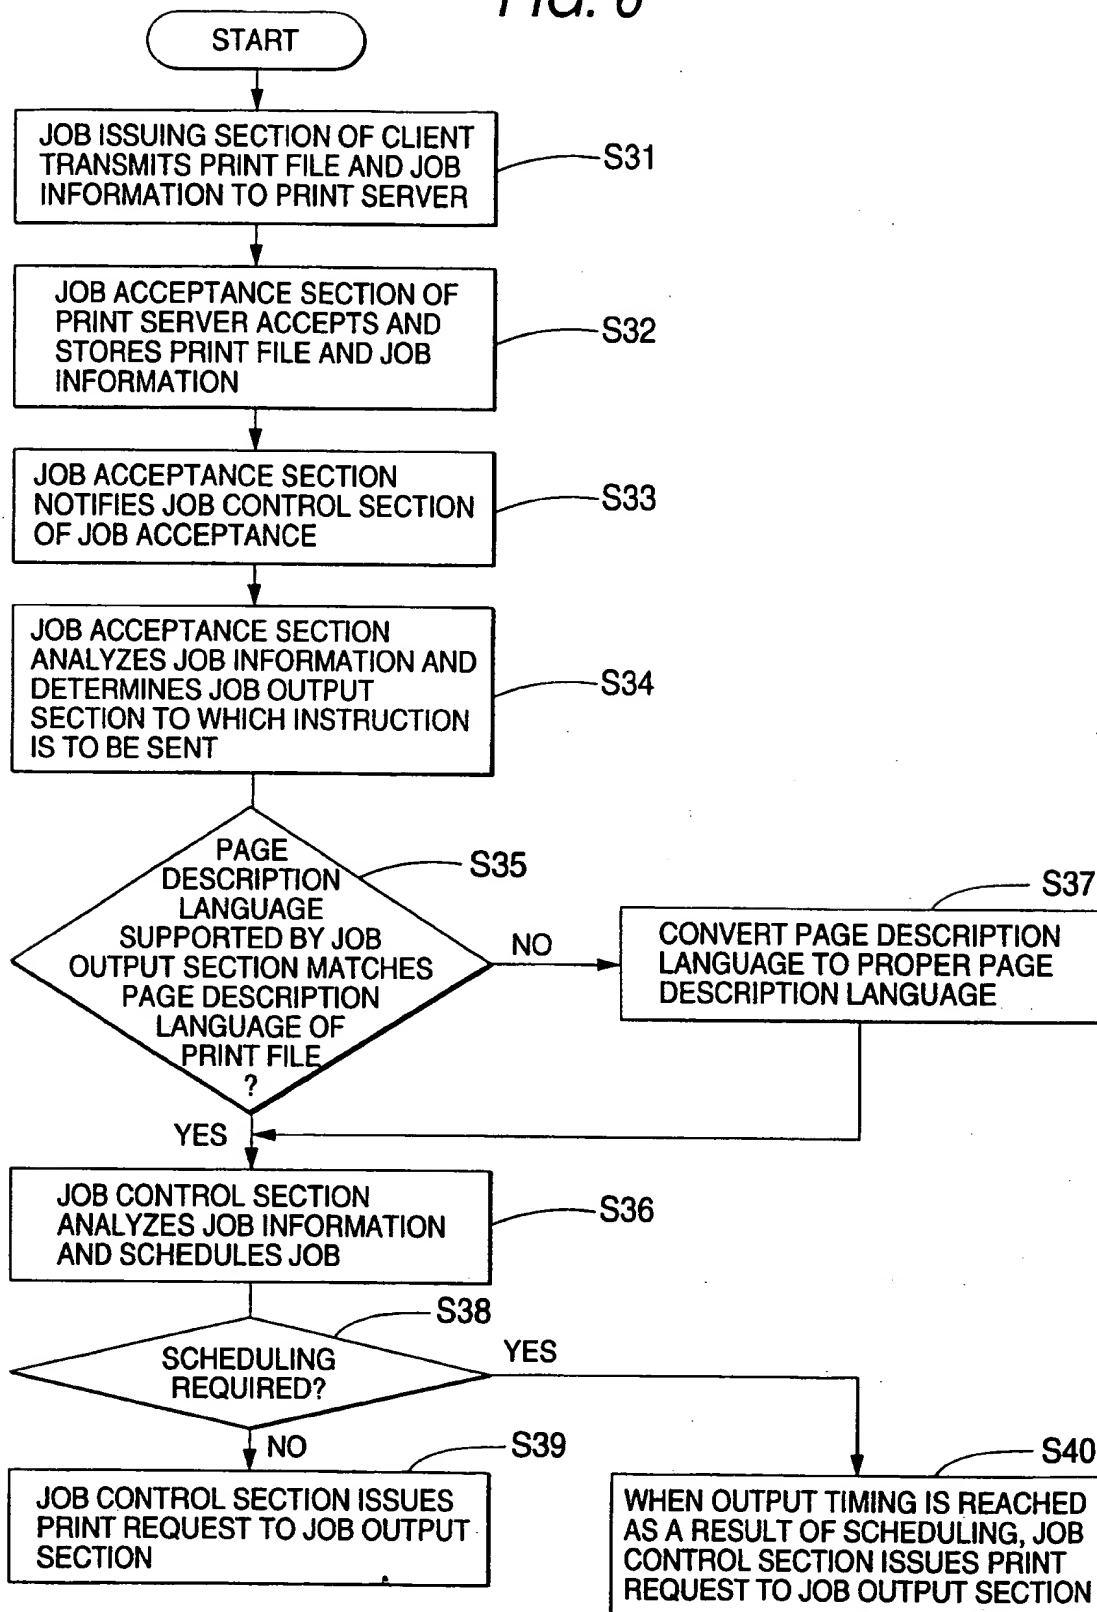 START
JOB ISSUING SECTION OF CLIENT
TRANSMITS PRINT FILE AND JOB
INFORMATION TO PRINT SERVER
S31
JOB ACCEPTANCE SECTION OF
PRINT SERVER ACCEPTS AND
STORES PRINT FILE AND JOB
INFORMATION
S32
JOB ACCEPTANCE SECTION
NOTIFIES JOB CONTROL SECTION
OF JOB ACCEPTANCE
S33
JOB ACCEPTANCE SECTION
ANALYZES JOB INFORMATION AND
DETERMINES JOB OUTPUT
SECTION TO WHICH INSTRUCTION
IS TO BE SENT
S34
PAGE
DESCRIPTION
LANGUAGE
SUPPORTED BY JOB
OUTPUT SECTION MATCHES
PAGE DESCRIPTION
LANGUAGE OF
PRINT FILE
?
S35
NO
S37
CONVERT PAGE DESCRIPTION
LANGUAGE TO PROPER PAGE
DESCRIPTION LANGUAGE
YES
JOB CONTROL SECTION
ANALYZES JOB INFORMATION
AND SCHEDULES JOB
S36
S38
SCHEDULING
REQUIRED?
YES
NO
S39
JOB CONTROL SECTION ISSUES
PRINT REQUEST TO JOB OUTPUT
SECTION
S40
WHEN OUTPUT TIMING IS REACHED
AS A RESULT OF SCHEDULING, JOB
CONTROL SECTION ISSUES PRINT
REQUEST TO JOB OUTPUT SECTION